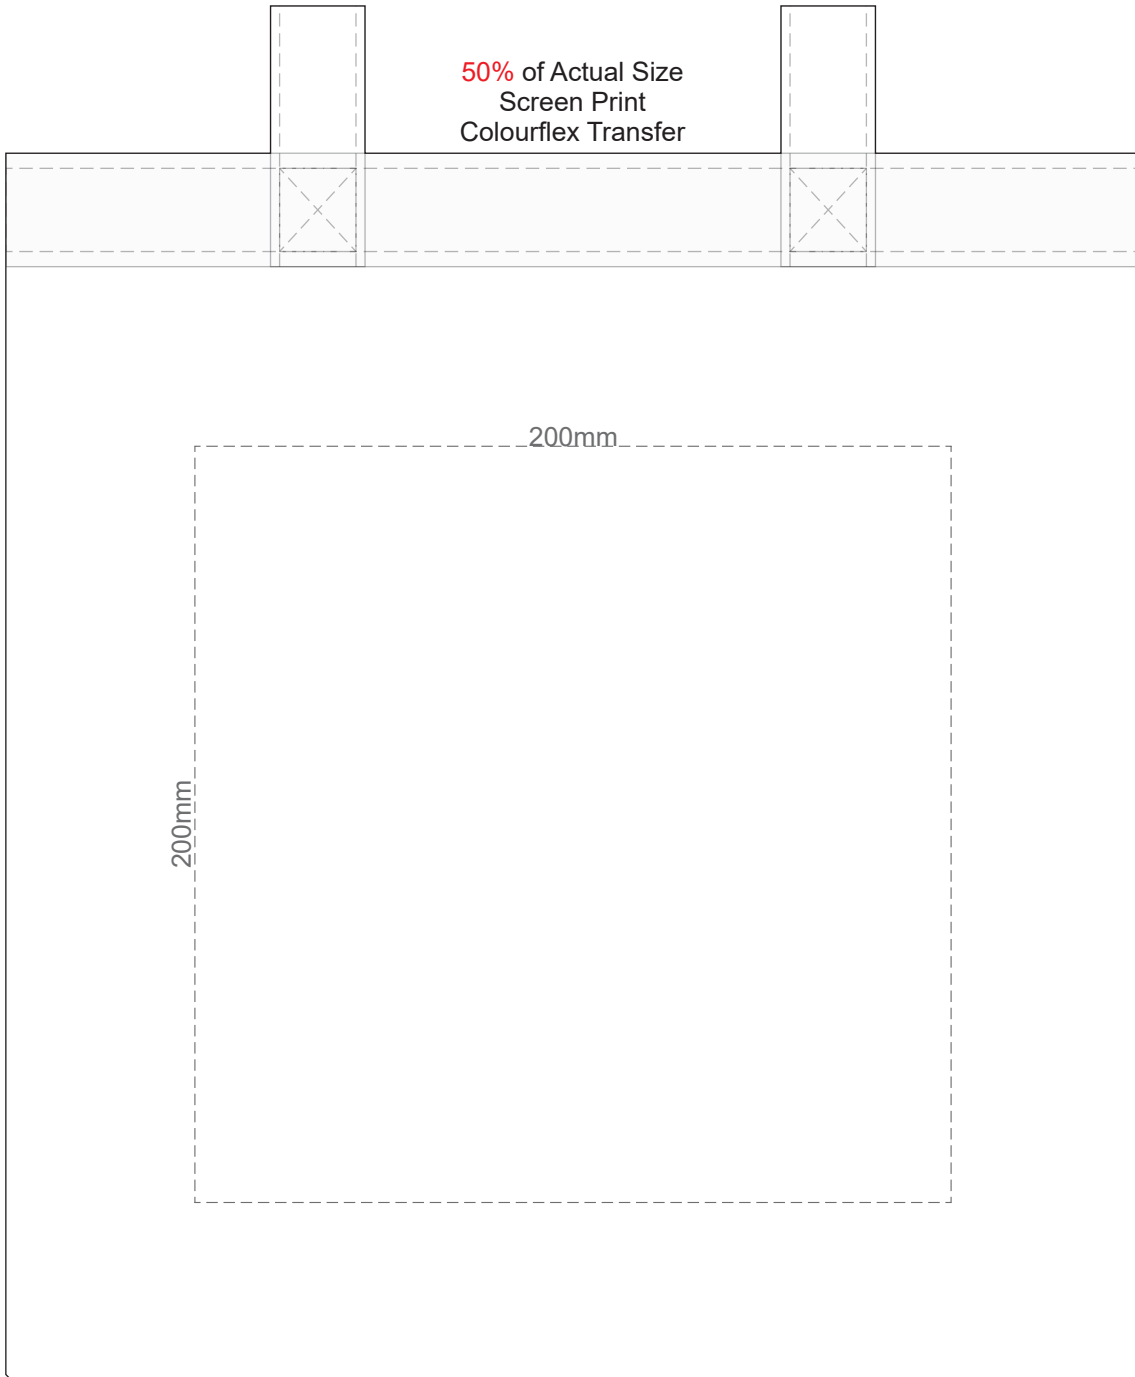 50% of Actual Size
Screen Print
Colourflex Transfer
200mm
200mm